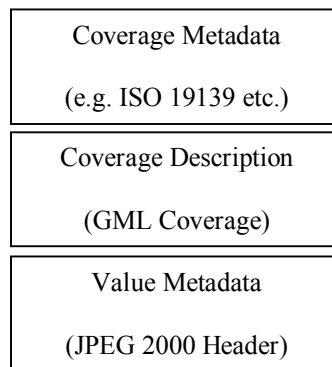 Coverage Metadata
(e.g. ISO 19139 etc.)
Coverage Description
(GML Coverage)
Value Metadata
(JPEG 2000 Header)